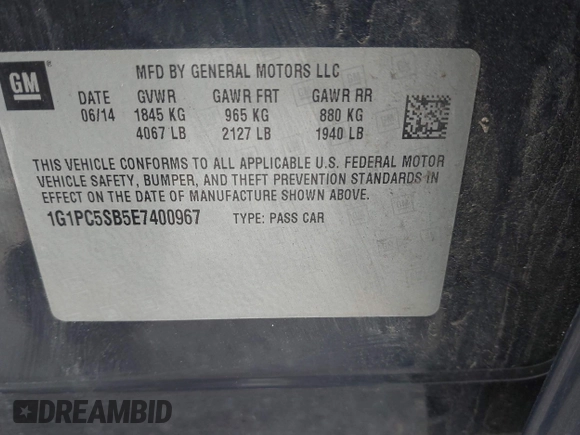 GM
MFD BY GENERAL MOTORS LLC
DATE GVWR GAWR FRT GAWR RR
06/14 1845 KG 965 KG 880 KG
4067 LB 2127 LB 1940 LB
THIS VEHICLE CONFORMS TO ALL APPLICABLE U.S. FEDERAL MOTOR
VEHICLE SAFETY, BUMPER, AND THEFT PREVENTION STANDARDS IN
EFFECT ON THE DATE OF MANUFACTURE SHOWN ABOVE.
1G1PC5SB5E7400967 TYPE: PASS CAR
DREAMBID